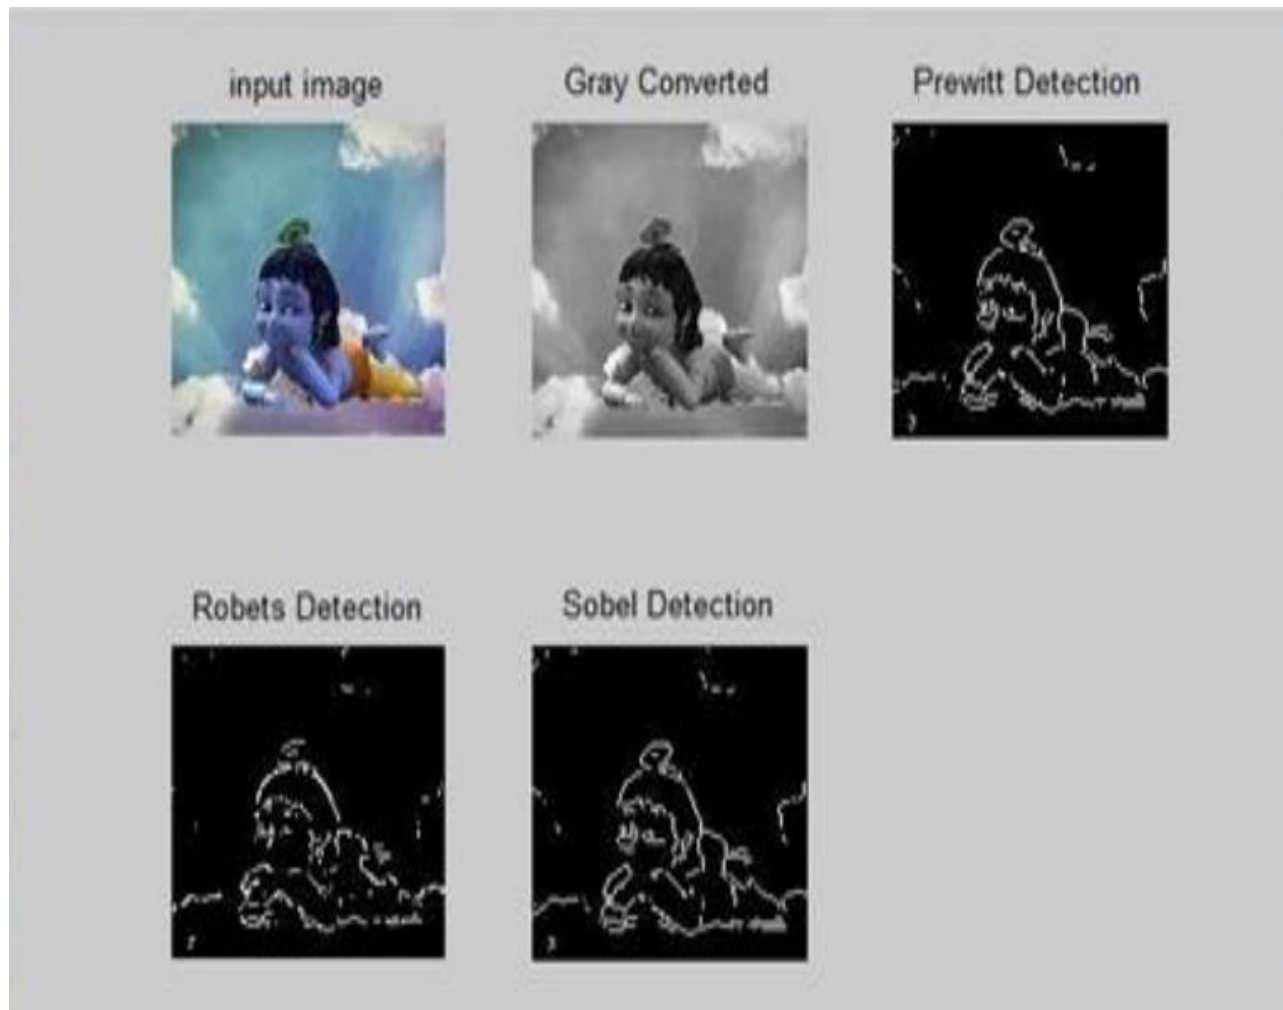 input image
Gray Converted
Prewitt Detection
Robets Detection
Sobel Detection